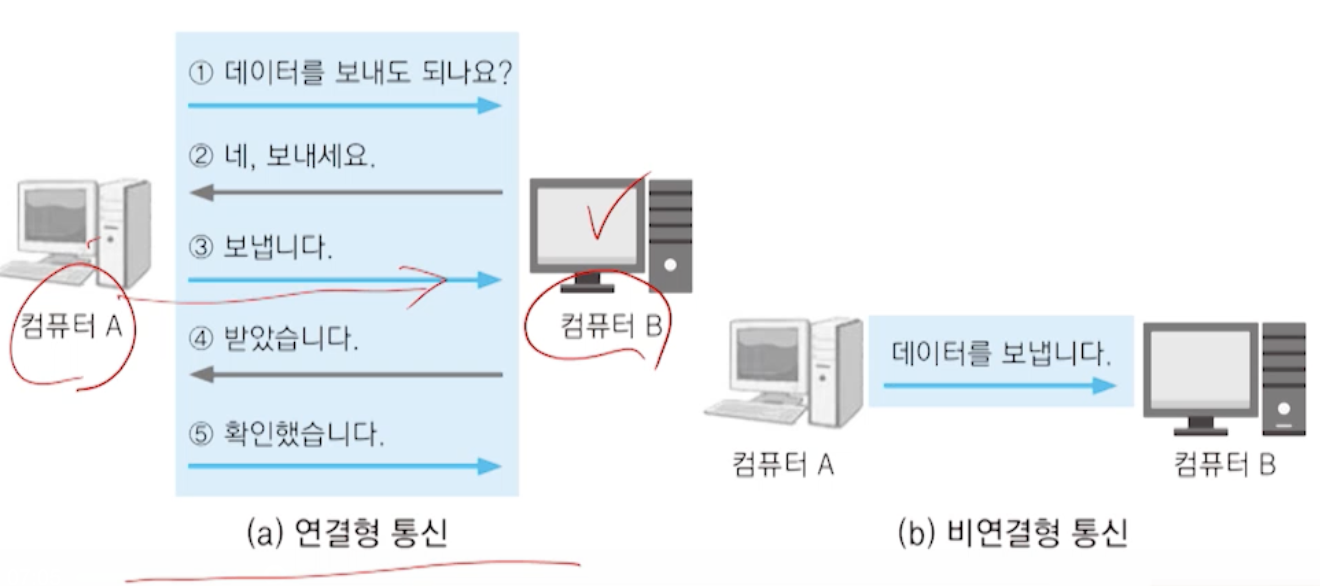 ① 데이터를 보내도 되나요?
② 네, 보내세요.
③ 보냅니다.
④ 받았습니다.
⑤ 확인했습니다.
컴퓨터 A
컴퓨터 B
(a) 연결형 통신
데이터를 보냅니다.
컴퓨터 A
컴퓨터 B
(b) 비연결형 통신